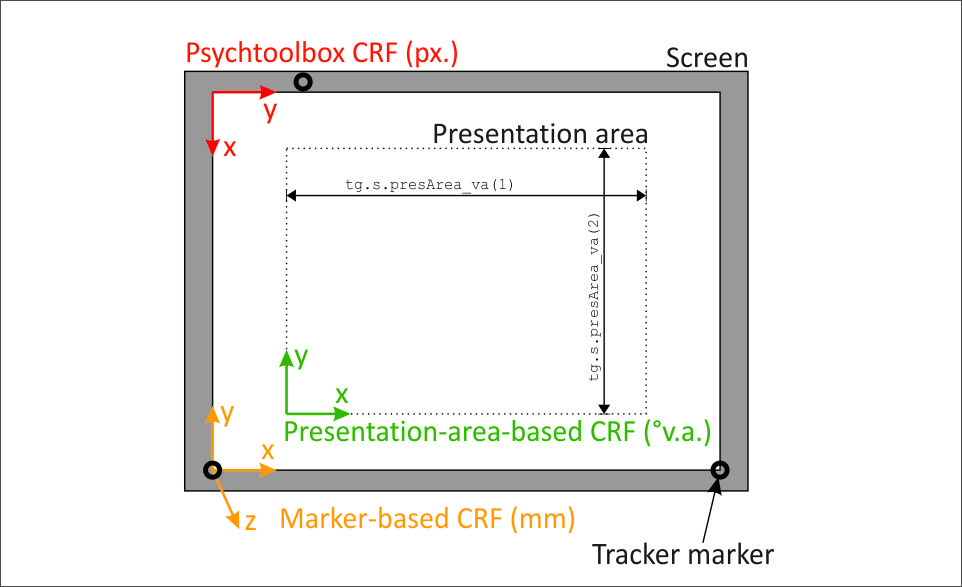 Psychtoolbox CRF (px.)
Screen
y
x
Presentation area
tg.s.presArea_va(1)
tg.s.presArea_va(2)
y
x
Presentation-area-based CRF (°v.a.)
y
x
z
Marker-based CRF (mm)
Tracker marker